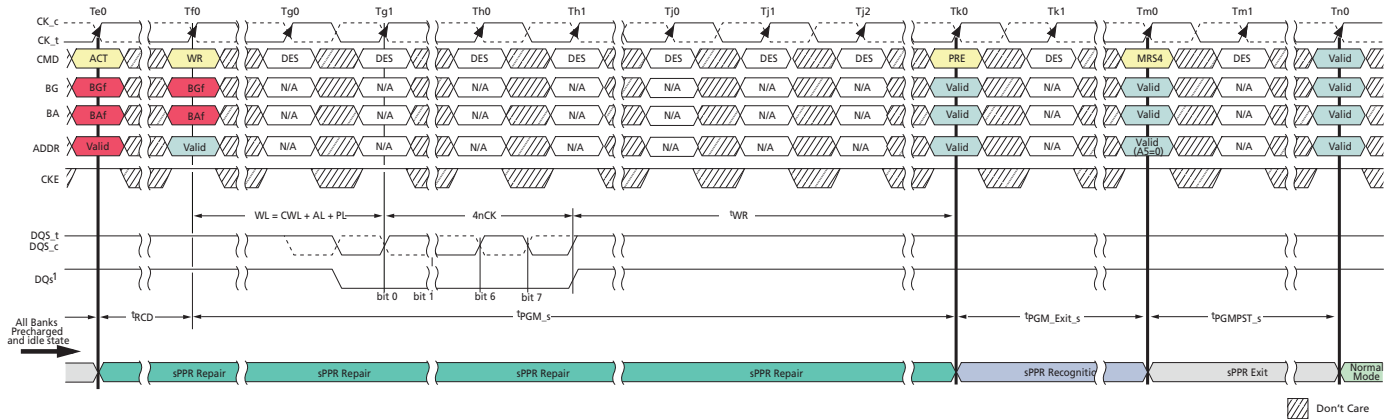 Te0 Tf0 Tg0 Tg1 Th0 Th1 Tj0 Tj1 Tj2 Tk0 Tk1 Tm0 Tm1 Tn0
CK_c
CK_t
CMD ACT WR DES DES DES DES DES DES DES PRE DES MRS4 DES Valid
BG BGf BGf N/A N/A N/A N/A N/A N/A N/A Valid N/A Valid N/A Valid
BA BAf BAf N/A N/A N/A N/A N/A N/A N/A Valid N/A Valid N/A Valid
ADDR Valid Valid N/A N/A N/A N/A N/A N/A N/A Valid N/A Valid (A5=0) N/A Valid
CKE
WL = CWL + AL + PL 4nCK tWR
DQS_t
DQS_c
DQs1
bit 0 bit 1 bit 6 bit 7
All Banks
Precharged
and idle state
tRCD tPGM_s tPGM_Exit_s tPGMPST_s
sPPR Repair sPPR Repair sPPR Repair sPPR Repair sPPR Recognitic sPPR Exit Normal
Mode
Don't Care